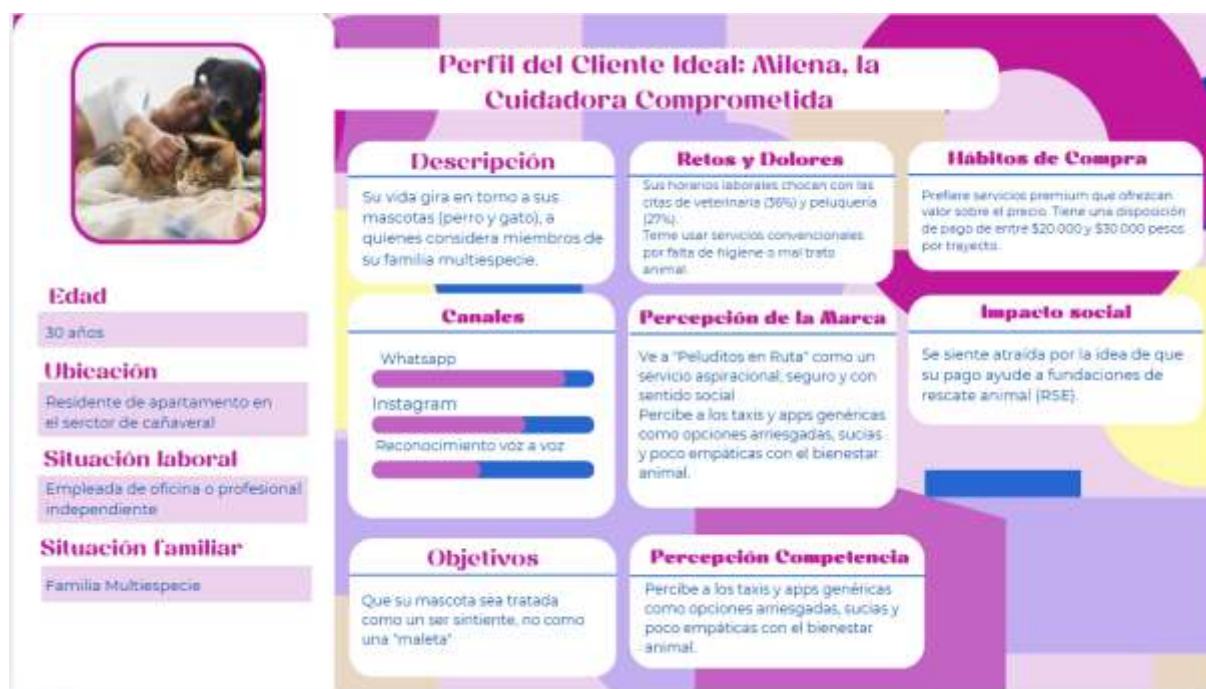 Perfil del Cliente Ideal: Milena, la
Cuidadora Comprometida
Edad
30 años
Ubicación
Residente de apartamento en
el serctor de cañaveral
Situación laboral
Empleada de oficina o profesional
independiente
Situación familiar
Familia Multiespecie
Descripción
Su vida gira en torno a sus
mascotas (perro y gato), a
quienes considera miembros de
su familia multiespecie.
Retos y Dolores
Sus horarios laborales chocan con las
citas de veterinaria (36%) y peluquería
(27%).
Teme usar servicios convencionales
por falta de higiene o mal trato
animal.
Hábitos de Compra
Prefiere servicios premium que ofrezcan
valor sobre el precio. Tiene una disposición
de pago de entre $20.000 y $30.000 pesos
por trayecto.
Canales
Whatsapp
Instagram
Reconocimiento voz a voz
Percepción de la Marca
Ve a "Peluditos en Ruta" como un
servicio aspiracional, seguro y con
sentido social
Percibe a los taxis y apps genéricas
como opciones arriesgadas, sucias
y poco empáticas con el bienestar
animal.
Impacto social
Se siente atraída por la idea de que
su pago ayude a fundaciones de
rescate animal (RSE).
Objetivos
Que su mascota sea tratada
como un ser sintiente, no como
una "maleta"
Percepción Competencia
Percibe a los taxis y apps genéricas
como opciones arriesgadas, sucias y
poco empáticas con el bienestar
animal.